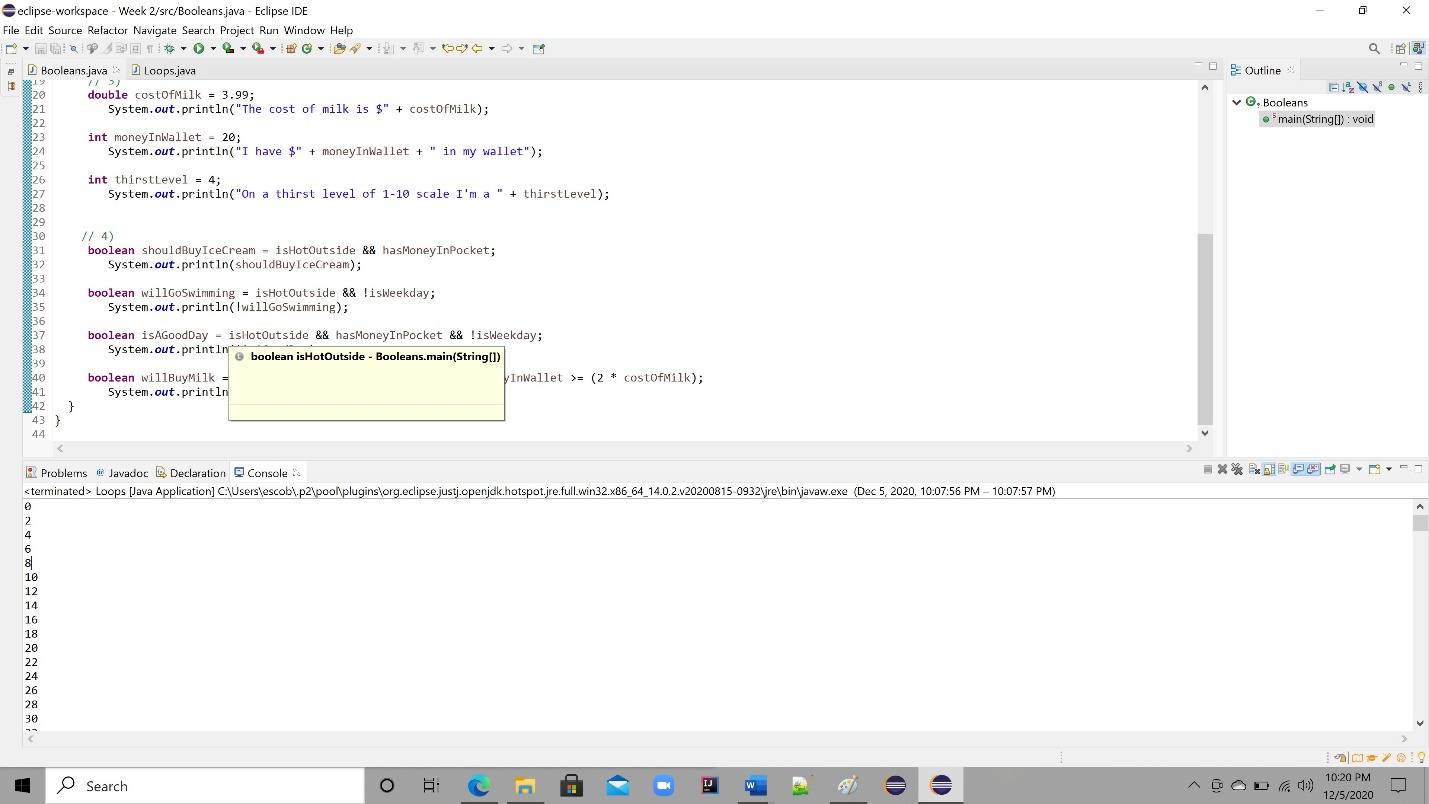 eclipse-workspace - Week 2/src/Booleans.java - Eclipse IDE
File Edit Source Refactor Navigate Search Project Run Window Help
Booleans.java Loops.java
19 // 3)
20 double costOfMilk = 3.99;
21 System.out.println("The cost of milk is $" + costOfMilk);
22
23 int moneyInWallet = 20;
24 System.out.println("I have $" + moneyInWallet + " in my wallet");
25
26 int thirstLevel = 4;
27 System.out.println("On a thirst level of 1-10 scale I'm a " + thirstLevel);
28
29
30 // 4)
31 boolean shouldBuyIceCream = isHotOutside && hasMoneyInPocket;
32 System.out.println(shouldBuyIceCream);
33
34 boolean willGoSwimming = isHotOutside && !isWeekday;
35 System.out.println(!willGoSwimming);
36
37 boolean isAGoodDay = isHotOutside && hasMoneyInPocket && !isWeekday;
38 System.out.println
boolean isHotOutside - Booleans.main(String[])
39
40 boolean willBuyMilk = yInWallet >= (2 * costOfMilk);
41 System.out.println
42 }
43 }
44
Outline
Booleans
main(String[]) : void
Problems @ Javadoc Declaration Console
<terminated> Loops [Java Application] C:\Users\escob\.p2\pool\plugins\org.eclipse.justj.openjdk.hotspot.jre.full.win32.x86_64_14.0.2.v20200815-0932\jre\bin\javaw.exe (Dec 5, 2020, 10:07:56 PM – 10:07:57 PM)
0
2
4
6
8
10
12
14
16
18
20
22
24
26
28
30
Search
10:20 PM
12/5/2020